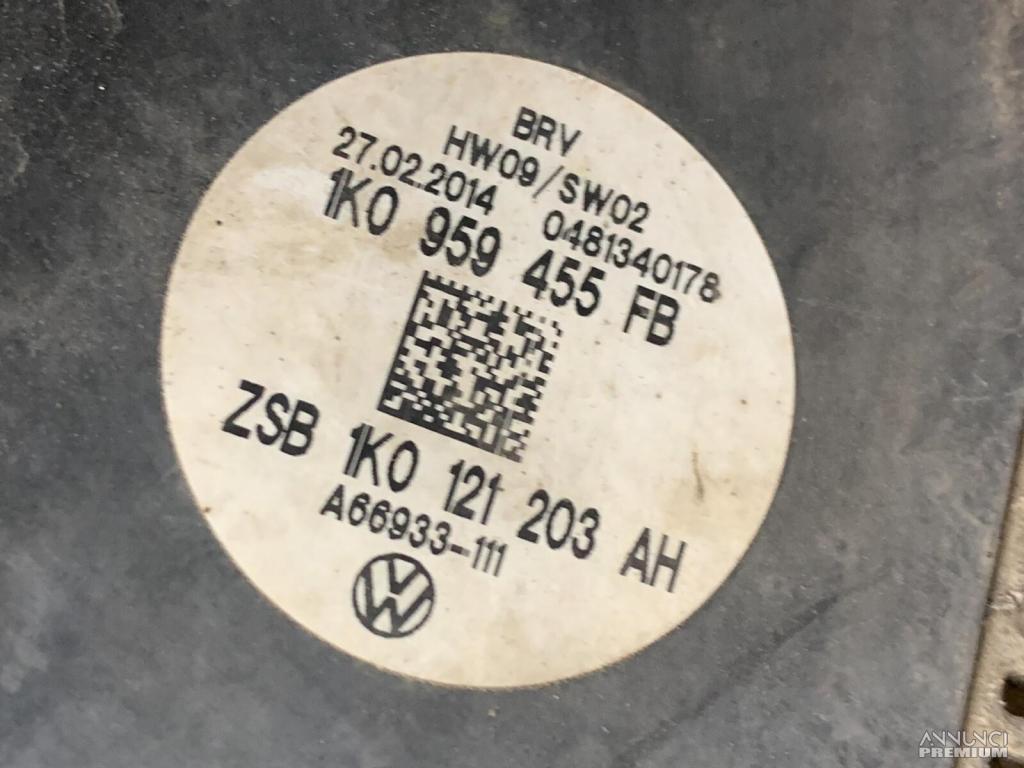 BRV
HW09/SW02
27.02.2014 0481340178
1K0 959 455 FB
ZSB 1K0 121 203 AH
A66933-111
ANNUNCI
PREMIUM